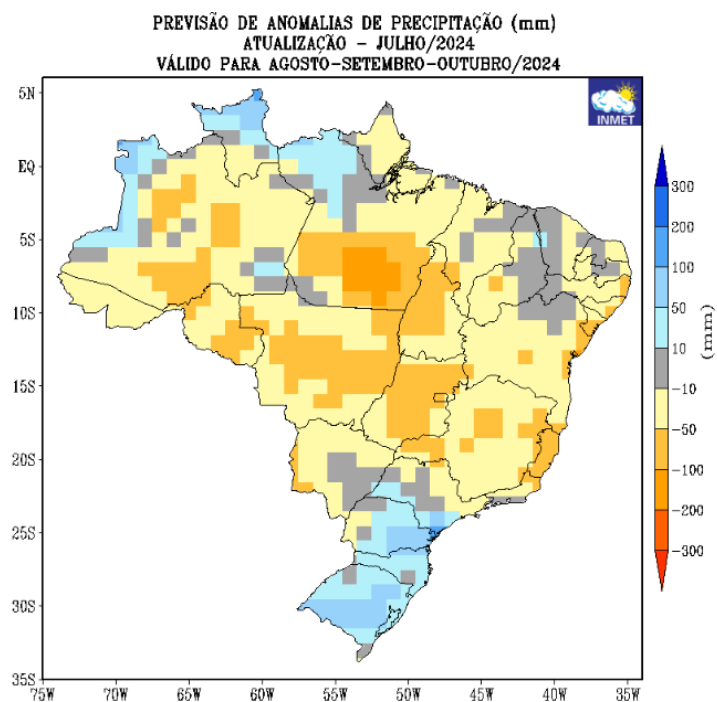 PREVISÃO DE ANOMALIAS DE PRECIPITAÇÃO (mm)
ATUALIZAÇÃO - JULHO/2024
VÁLIDO PARA AGOSTO-SETEMBRO-OUTUBRO/2024
INMET
5N
EQ
5S
10S
15S
20S
25S
30S
35S
75W
70W
65W
60W
55W
50W
45W
40W
35W
300
200
100
50
10
-10
-50
-100
-200
-300
(mm)